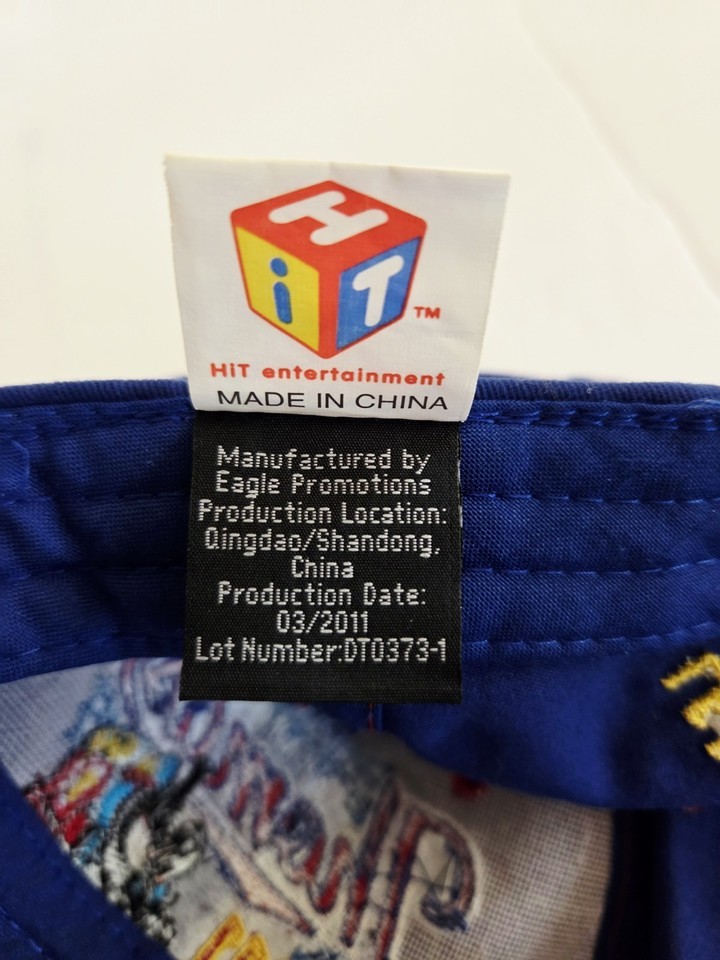 HiT
TM
HiT entertainment
MADE IN CHINA
Manufactured by
Eagle Promotions
Production Location:
Qingdao/Shandong,
China
Production Date:
03/2011
Lot Number:DT0373-1